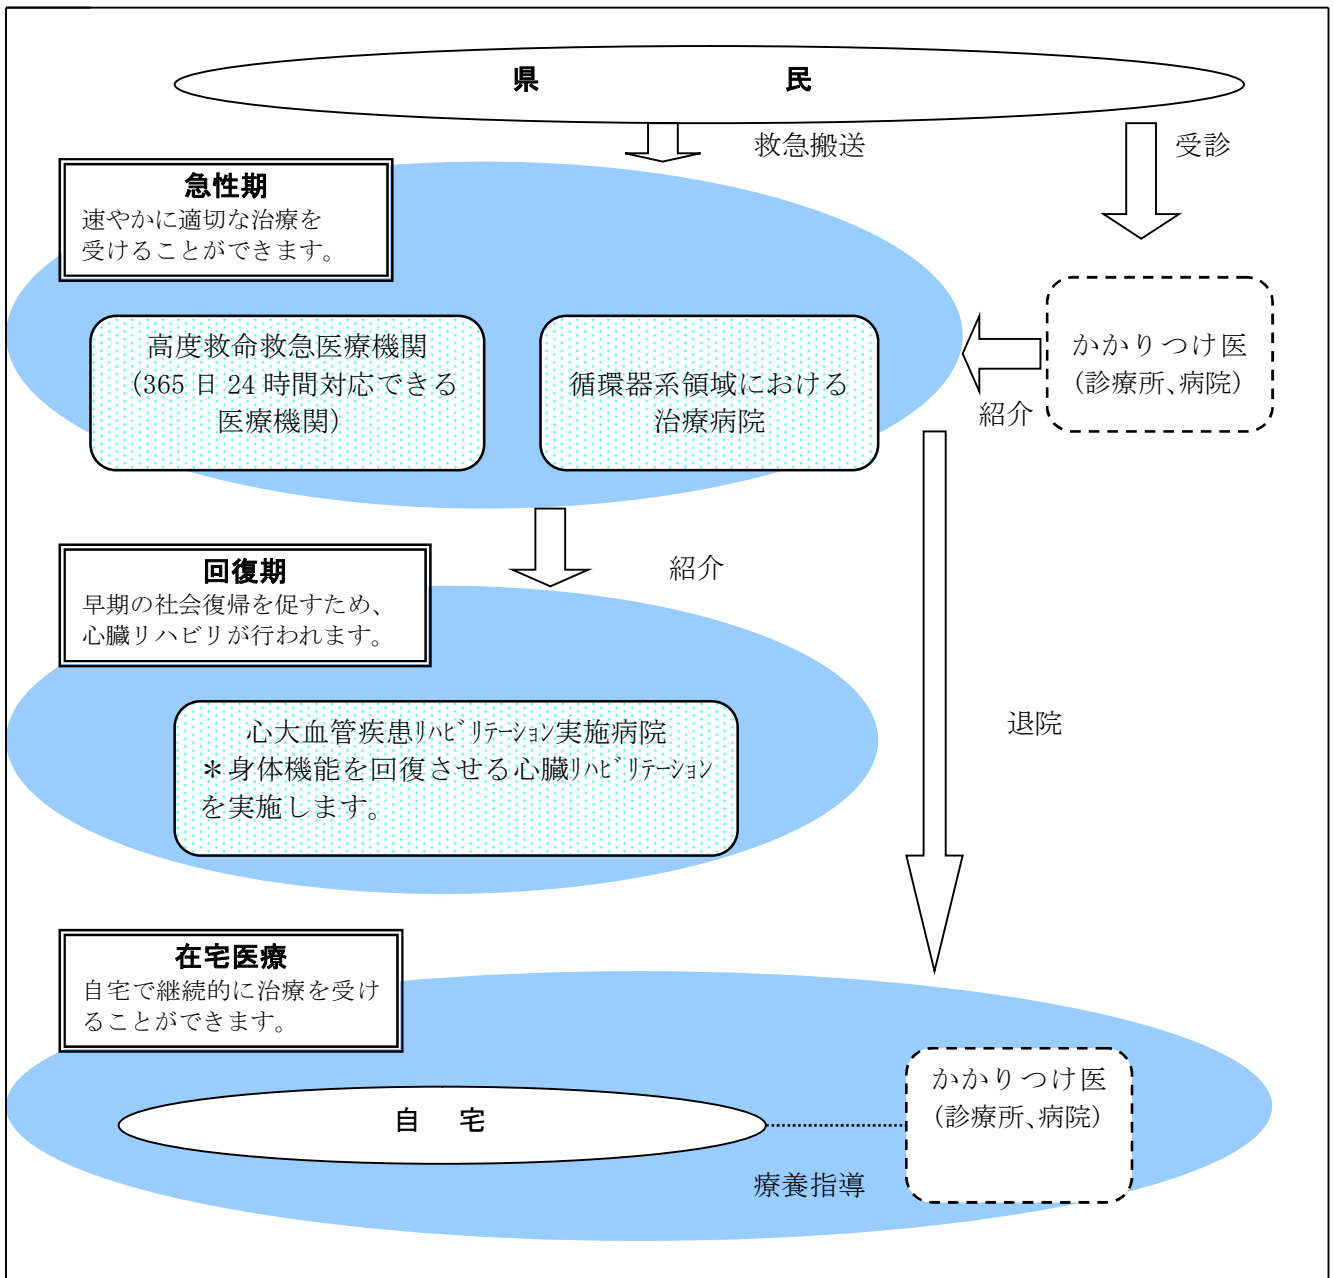 県　民
救急搬送
受診
急性期
速やかに適切な治療を
受けることができます。
高度救命救急医療機関
（365 日 24 時間対応できる
医療機関）
循環器系領域における
治療病院
かかりつけ医
（診療所、病院）
紹介
紹介
回復期
早期の社会復帰を促すため、
心臓リハビリが行われます。
心大血管疾患ﾘﾊﾋﾞﾘﾃｰｼｮﾝ実施病院
＊身体機能を回復させる心臓ﾘﾊﾋﾞﾘﾃｰｼｮﾝ
を実施します。
退院
在宅医療
自宅で継続的に治療を受け
ることができます。
自　宅
かかりつけ医
（診療所、病院）
療養指導